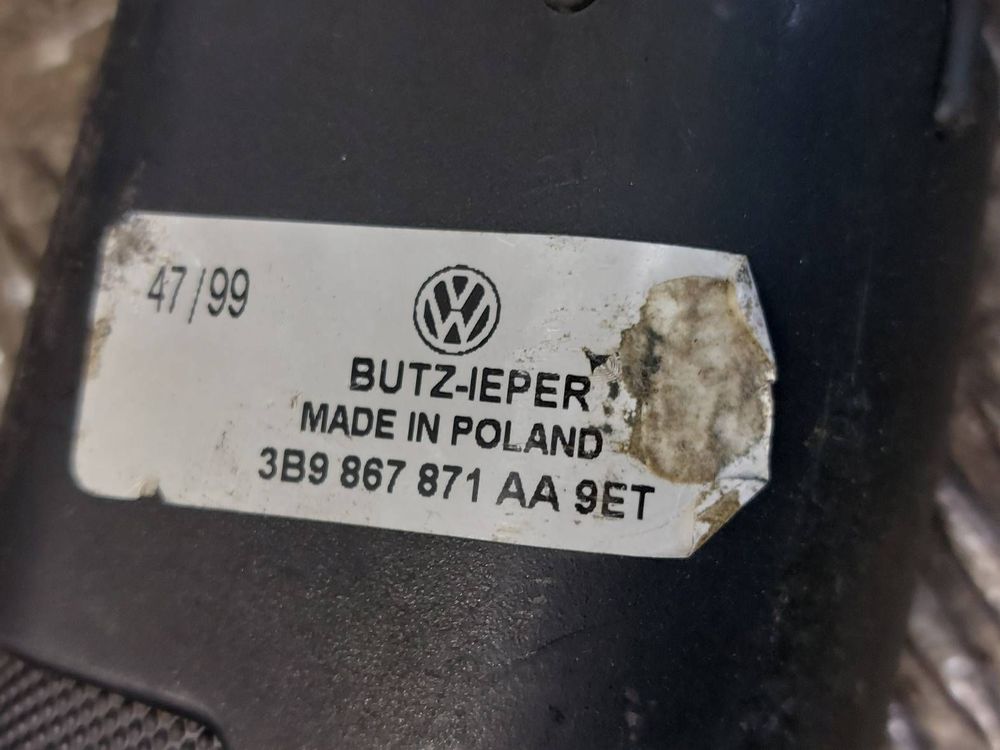 47/99
BUTZ-IEPER
MADE IN POLAND
3B9 867 871 AA 9ET